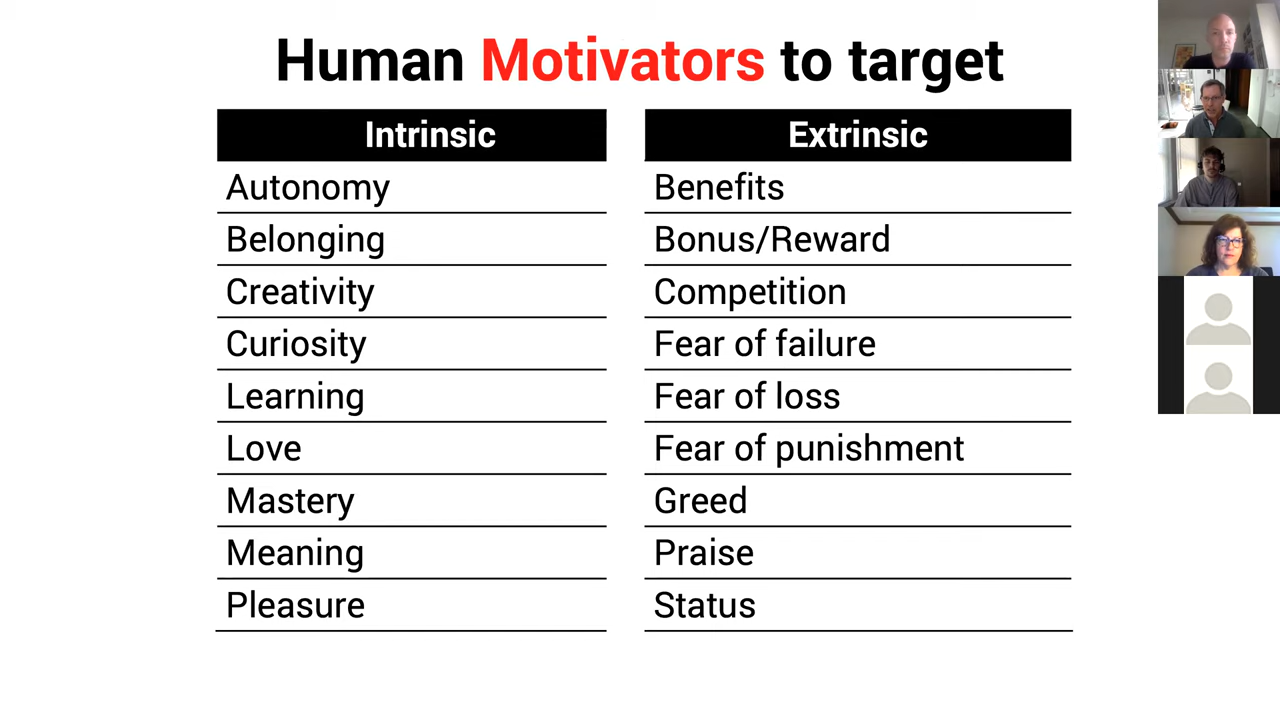 Human Motivators to target
Intrinsic
Autonomy
Belonging
Creativity
Curiosity
Learning
Love
Mastery
Meaning
Pleasure
Extrinsic
Benefits
Bonus/Reward
Competition
Fear of failure
Fear of loss
Fear of punishment
Greed
Praise
Status